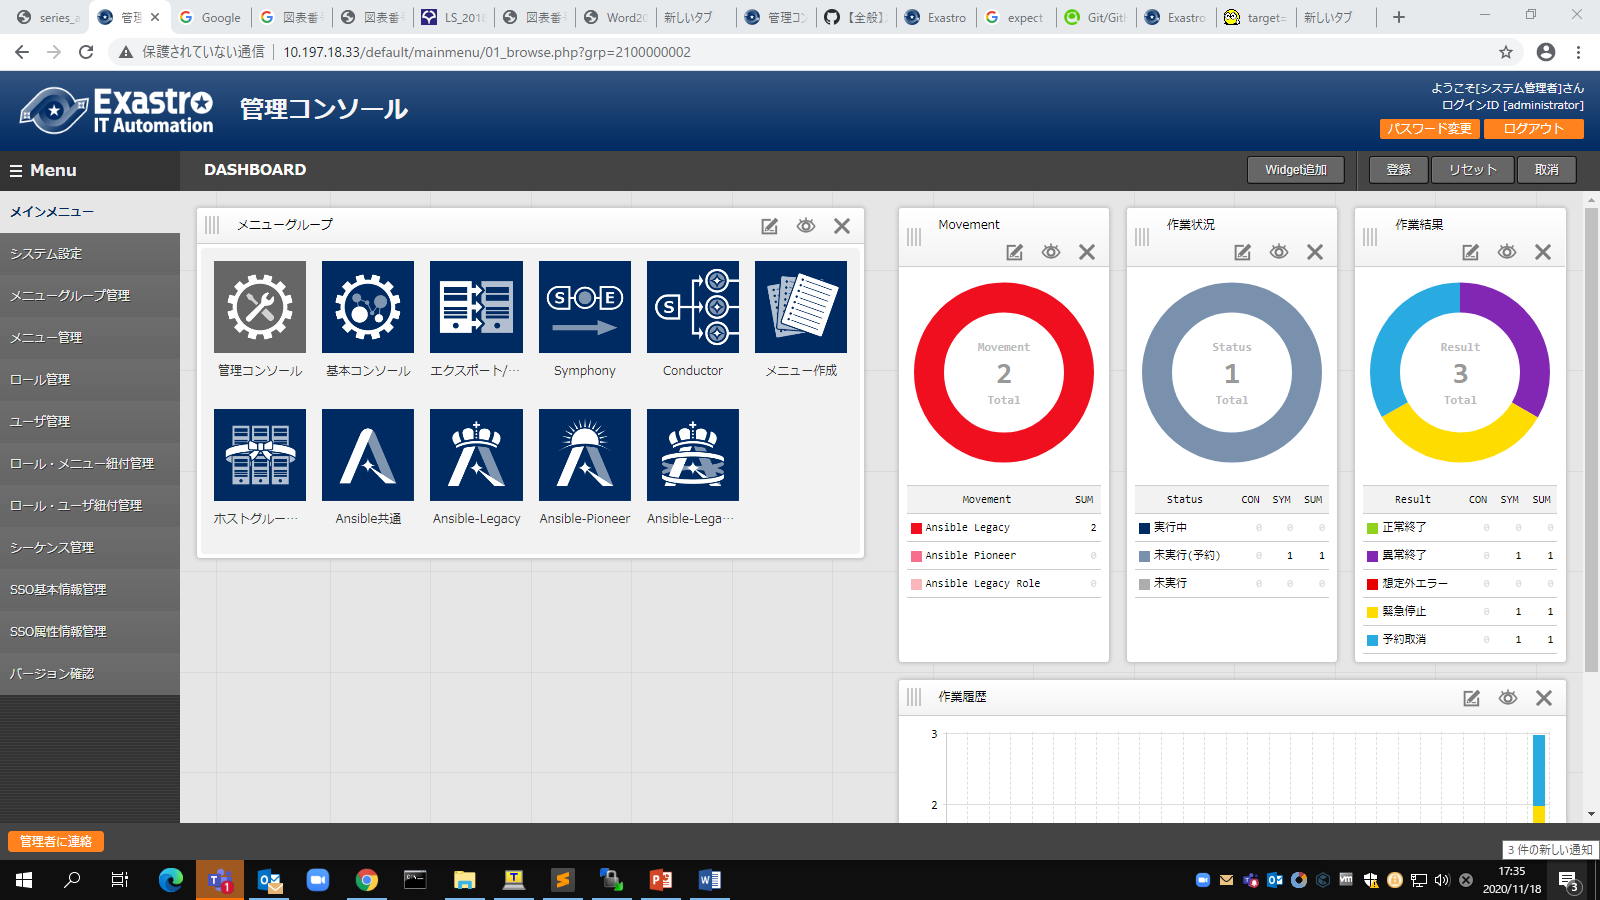 series_a
管理
Google
図表番号
図表番号
LS_2018
図表番号
Word20
新しいタブ
管理コン
【全般】
Exastro
expect
Git/Gitl
Exastro
target=
新しいタブ
保護されていない通信
10.197.18.33/default/mainmenu/01_browse.php?grp=2100000002
Exastro
IT Automation
管理コンソール
ようこそ[システム管理者]さん
ログインID [administrator]
パスワード変更
ログアウト
Menu
DASHBOARD
Widget追加
登録
リセット
取消
メインメニュー
システム設定
メニューグループ管理
メニュー管理
ロール管理
ユーザ管理
ロール・メニュー紐付管理
ロール・ユーザ紐付管理
シーケンス管理
SSO基本情報管理
SSO属性情報管理
バージョン確認
メニューグループ
管理コンソール
基本コンソール
エクスポート/…
S
E
Symphony
S
Conductor
メニュー作成
ホストグルー…
Ansible共通
Ansible-Legacy
Ansible-Pioneer
Ansible-Lega…
Movement
Movement
2
Total
Movement SUM
Ansible Legacy 2
Ansible Pioneer 0
Ansible Legacy Role 0
作業状況
Status
1
Total
Status CON SYM SUM
実行中 0 0 0
未実行(予約) 0 1 1
未実行 0 0 0
作業結果
Result
3
Total
Result CON SYM SUM
正常終了 0 0 0
異常終了 0 1 1
想定外エラー 0 0 0
緊急停止 0 1 1
予約取消 0 1 1
作業履歴
3
2
管理者に連絡
3 件の新しい通知
1
17:35
2020/11/18
3